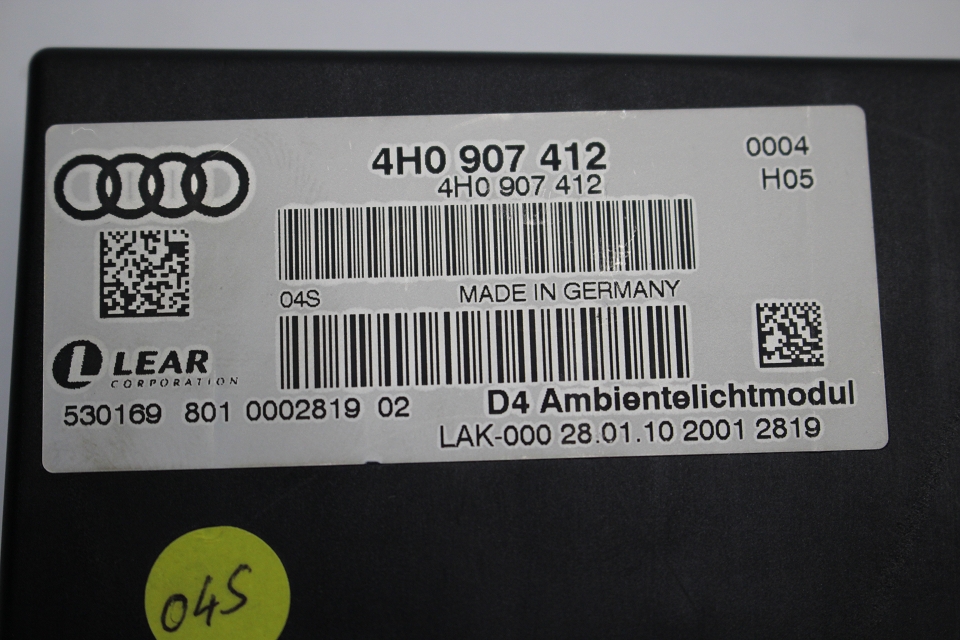 4H0 907 412
4H0 907 412
0004
H05
04S
MADE IN GERMANY
LEAR
CORPORATION
530169 801 0002819 02
D4 Ambientelichtmodul
LAK-000 28.01.10 2001 2819
04S